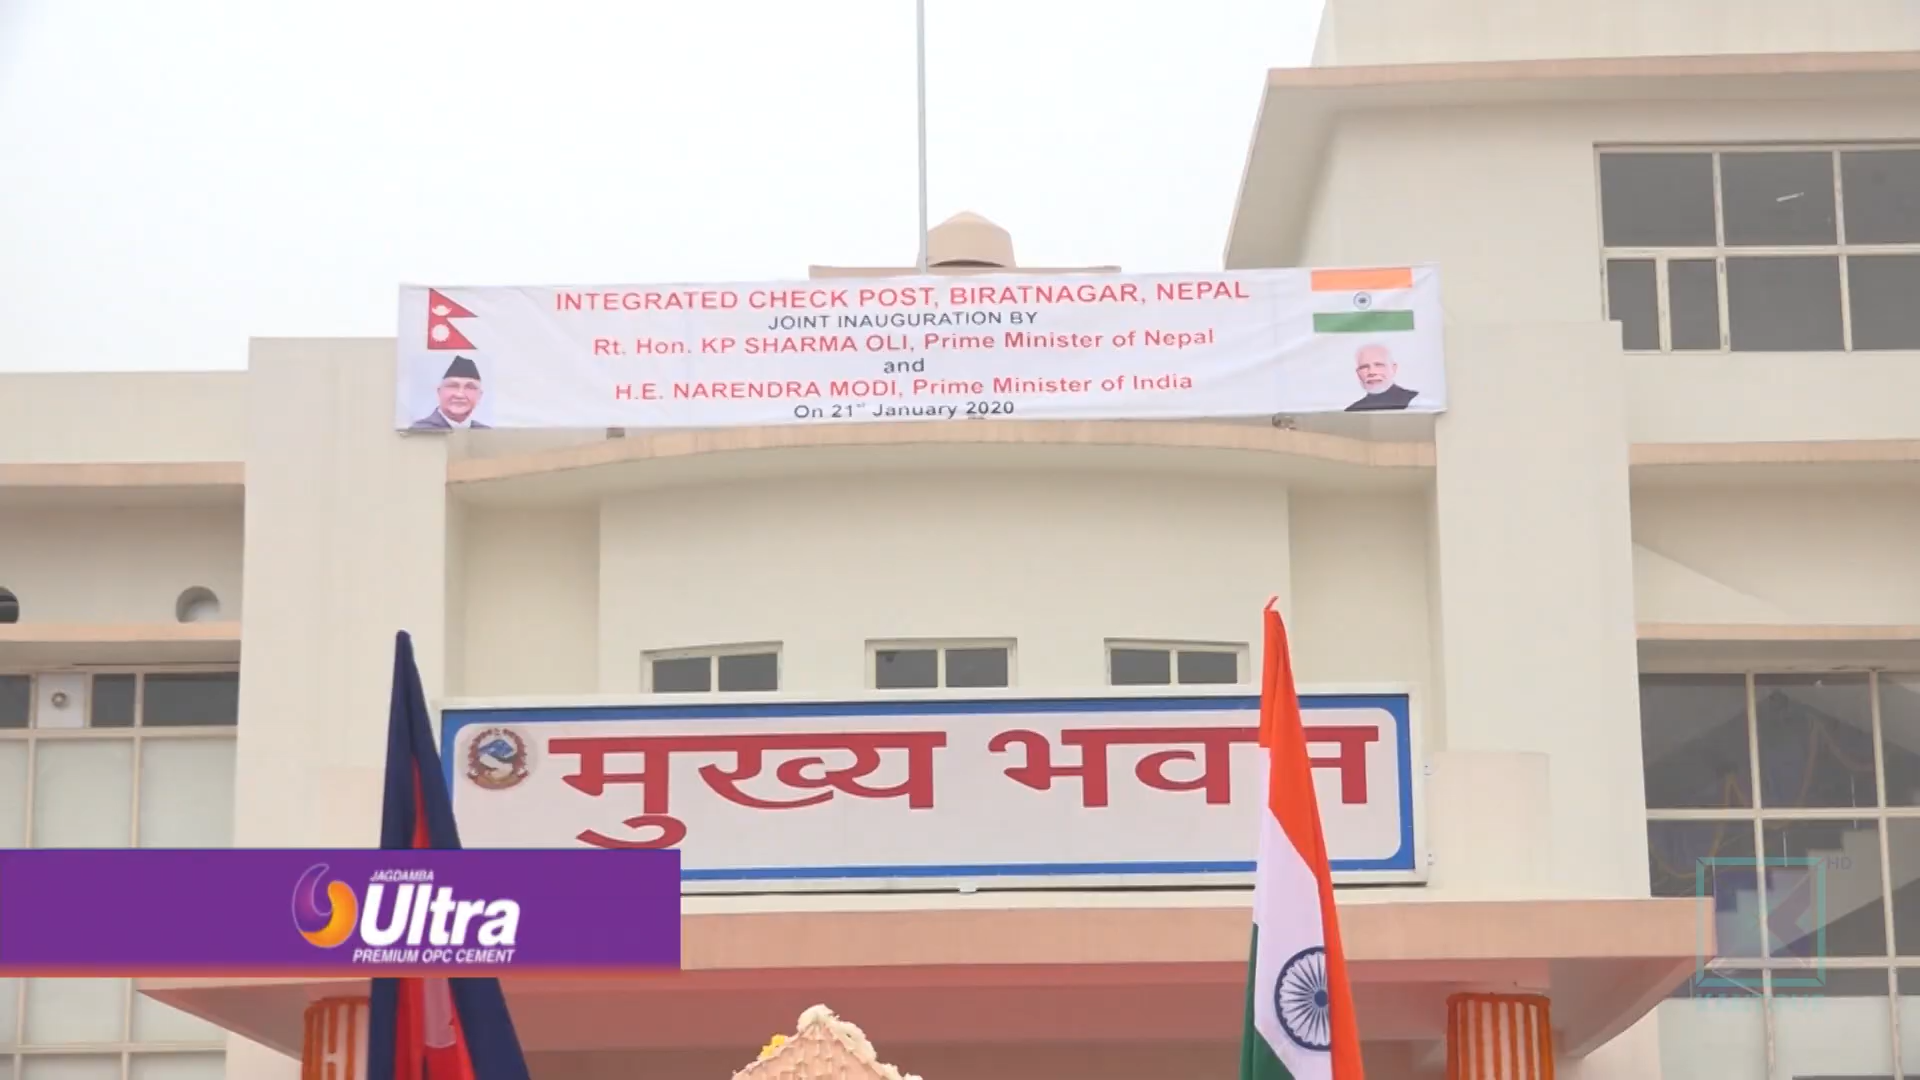 INTEGRATED CHECK POST, BIRATNAGAR, NEPAL
JOINT INAUGURATION BY
Rt. Hon. KP SHARMA OLI, Prime Minister of Nepal
and
H.E. NARENDRA MODI, Prime Minister of India
On 21st January 2020
मुख्य भवन
JAGDAMBA
Ultra
PREMIUM OPC CEMENT
HD